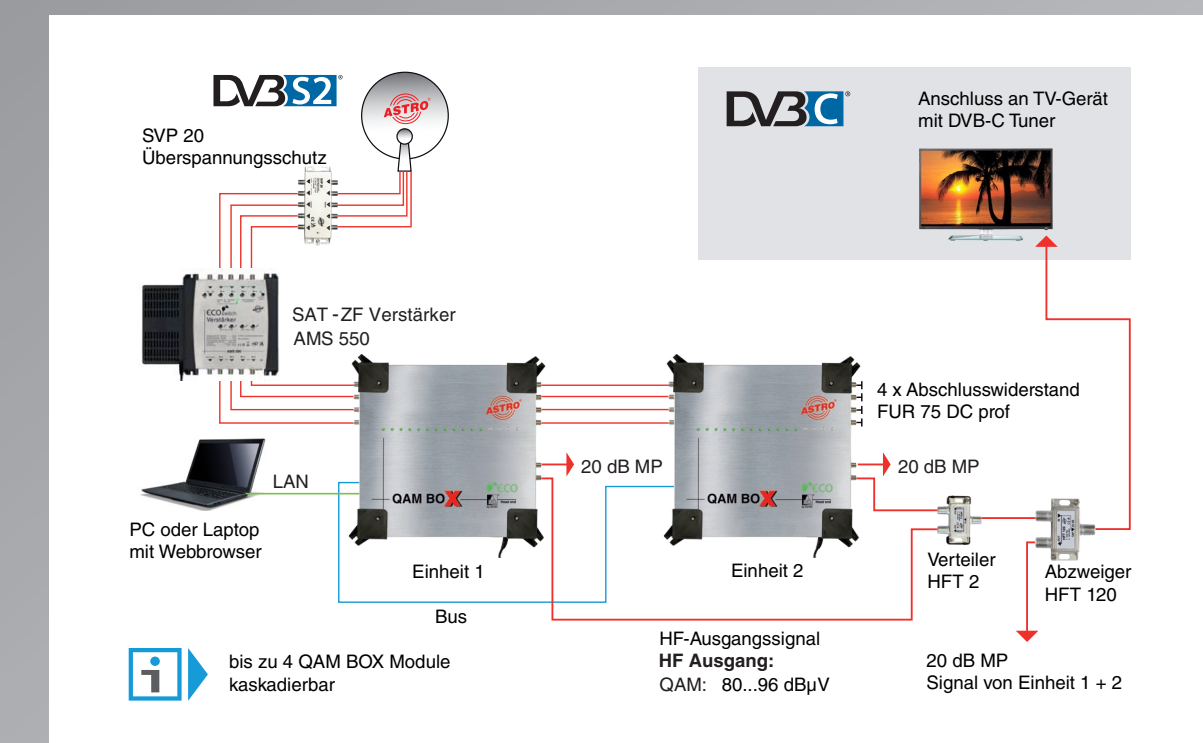 DVB S2®
ASTRO®
SVP 20
Überspannungsschutz
DVB C®
Anschluss an TV-Gerät
mit DVB-C Tuner
ECO switch
Verstärker
ASTRO
SAT - ZF Verstärker
AMS 550
ASTRO
ASTRO
4 x Abschlusswiderstand
FUR 75 DC prof
20 dB MP
20 dB MP
LAN
ECO
QAM BOX
QAM BOX
PC oder Laptop
mit Webbrowser
Einheit 1
Einheit 2
Verteiler
HFT 2
Abzweiger
HFT 120
Bus
HF-Ausgangssignal
HF Ausgang:
QAM: 80...96 dBµV
20 dB MP
Signal von Einheit 1 + 2
i
bis zu 4 QAM BOX Module
kaskadierbar